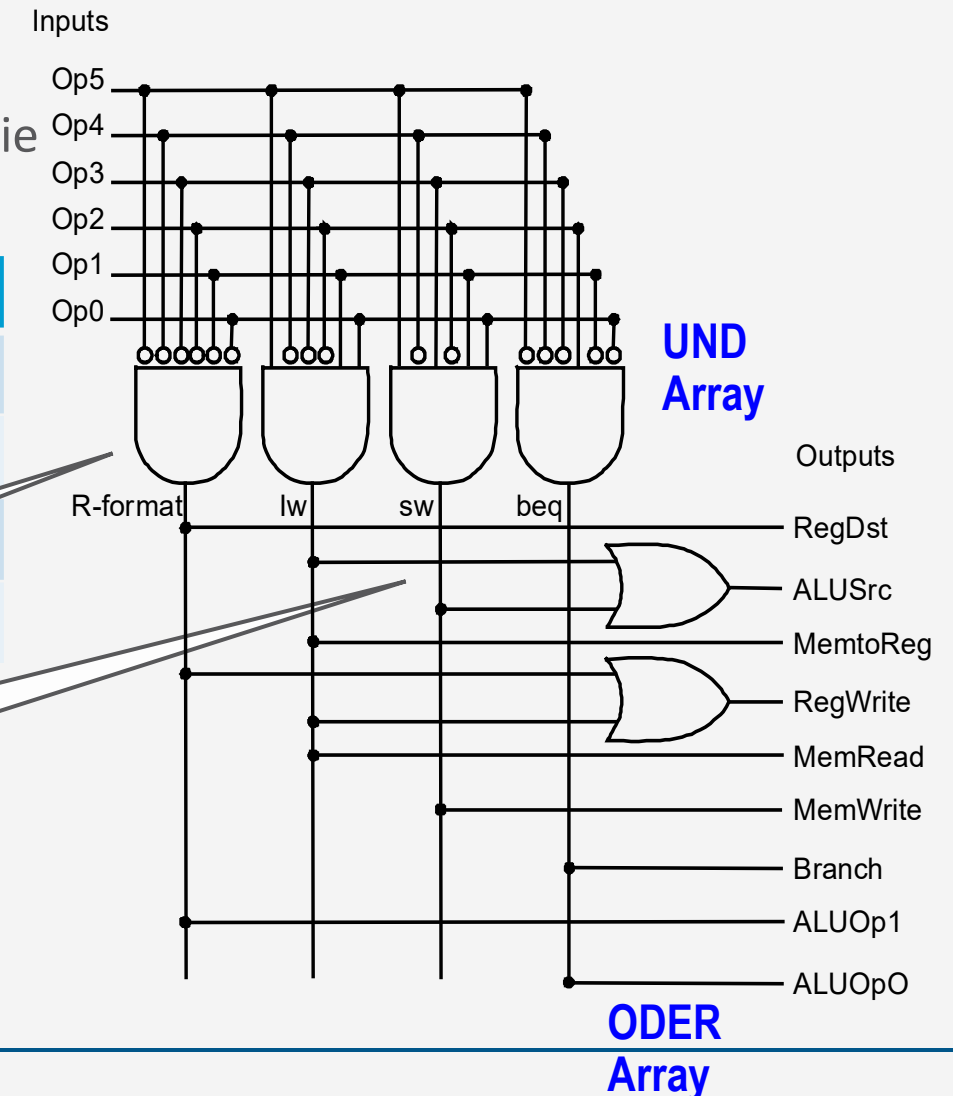 Inputs
Op5
ie
Op4
Op3
Op2
Op1
Op0
UND
Array
Outputs
R-format
lw
sw
beq
RegDst
ALUSrc
MemtoReg
RegWrite
MemRead
MemWrite
Branch
ALUOp1
ALUOpO
ODER
Array